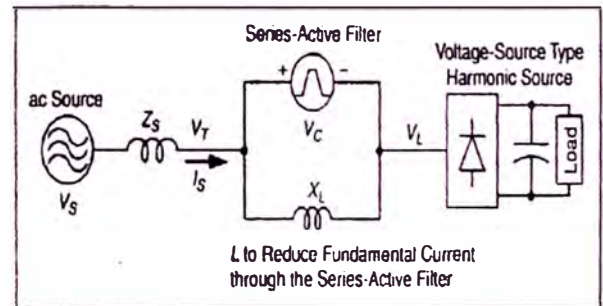 Series-Active Filter
Voltage-Source Type
Harmonic Source
ac Source
+
−
Z_S
V_T
V_C
V_L
I_S
V_S
X_L
Load
L to Reduce Fundamental Current
through the Series-Active Filter